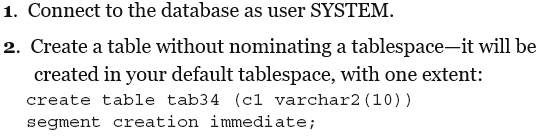 1. Connect to the database as user SYSTEM.
2. Create a table without nominating a tablespace—it will be
created in your default tablespace, with one extent:
create table tab34 (c1 varchar2(10))
segment creation immediate;